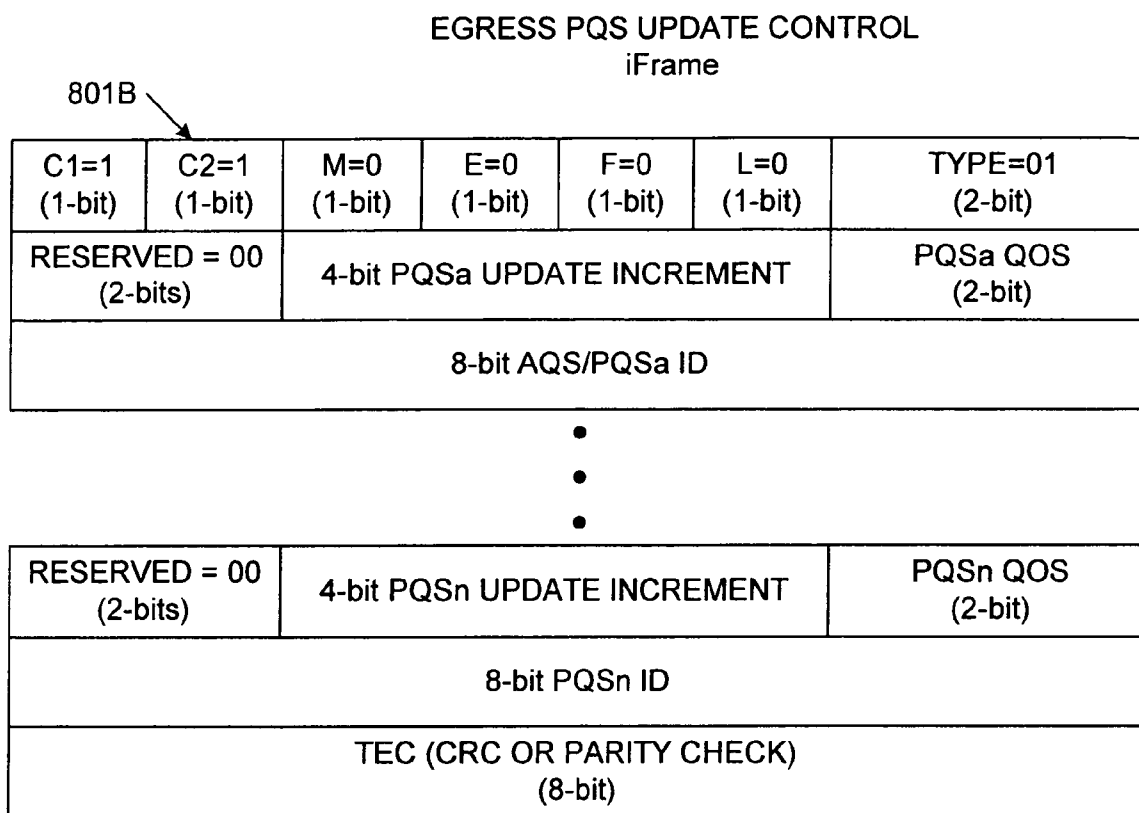 EGRESS PQS UPDATE CONTROL
iFrame
801B
C1=1 C2=1 M=0 E=0 F=0 L=0 TYPE=01
(1-bit) (1-bit) (1-bit) (1-bit) (1-bit) (1-bit) (2-bit)
RESERVED = 00 4-bit PQSa UPDATE INCREMENT PQSa QOS
(2-bits) (2-bit)
8-bit AQS/PQSa ID
RESERVED = 00 4-bit PQSn UPDATE INCREMENT PQSn QOS
(2-bits) (2-bit)
8-bit PQSn ID
TEC (CRC OR PARITY CHECK)
(8-bit)